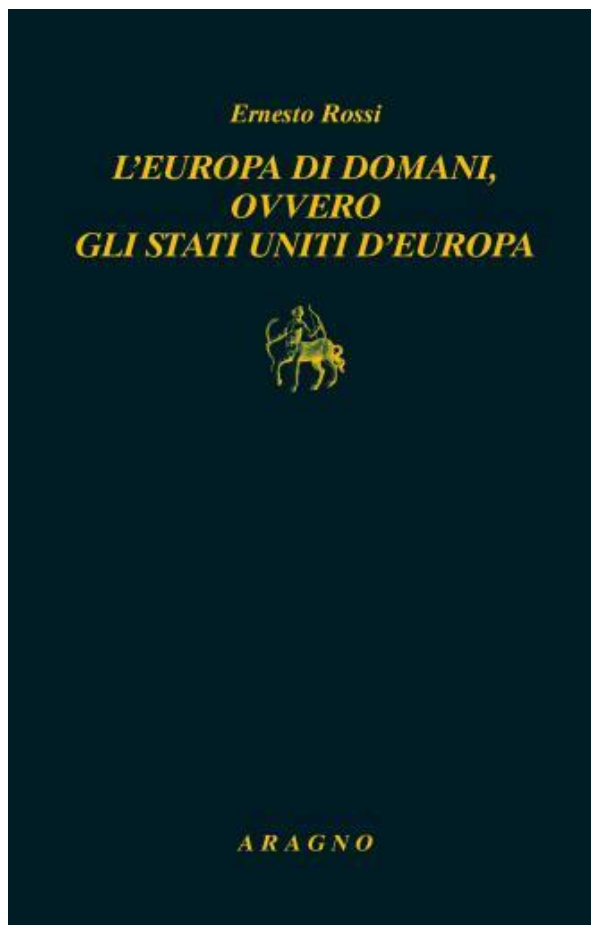 Ernesto Rossi
L'EUROPA DI DOMANI,
OVVERO
GLI STATI UNITI D'EUROPA
ARAGNO